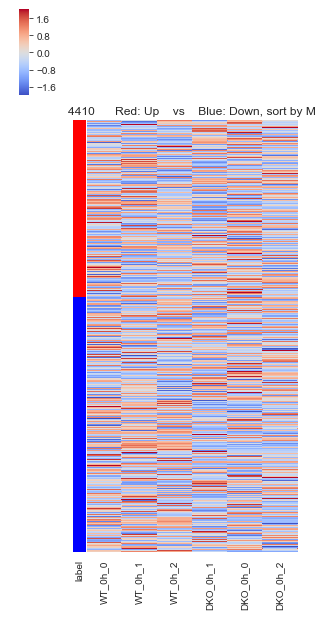 1.6
0.8
0.0
−0.8
−1.6
4410 Red: Up vs Blue: Down, sort by M
label
WT_0h_0
WT_0h_1
WT_0h_2
DKO_0h_1
DKO_0h_0
DKO_0h_2